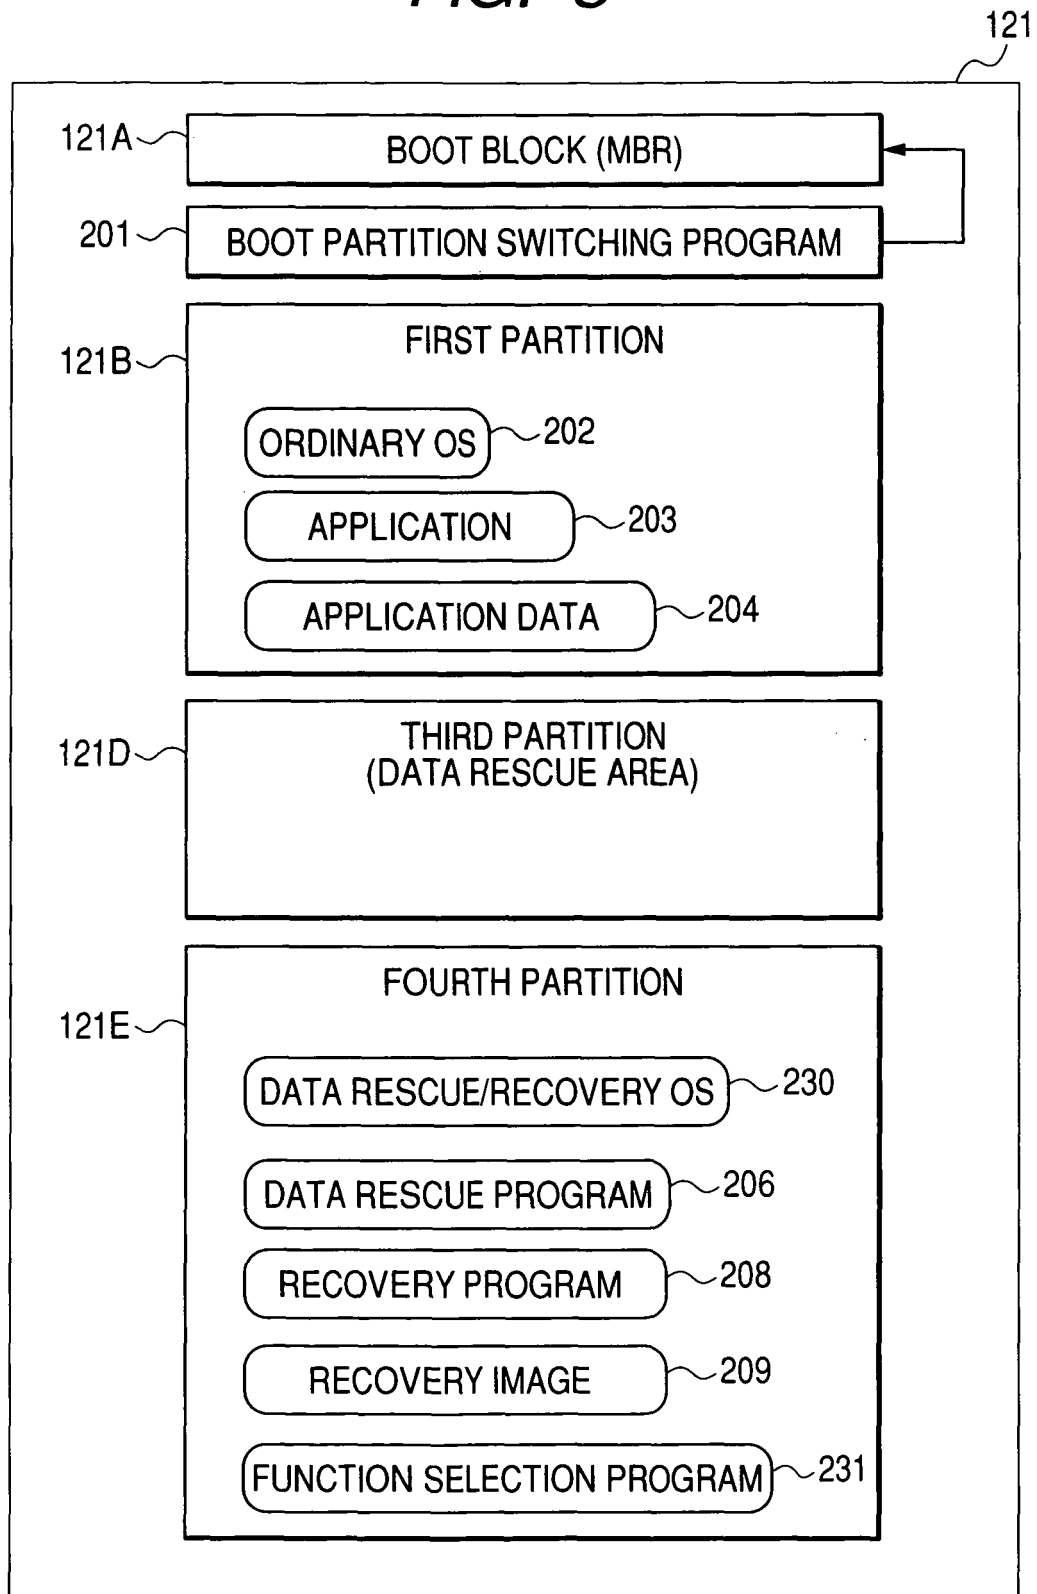 121
121A
BOOT BLOCK (MBR)
201
BOOT PARTITION SWITCHING PROGRAM
FIRST PARTITION
121B
ORDINARY OS
202
APPLICATION
203
APPLICATION DATA
204
121D
THIRD PARTITION
(DATA RESCUE AREA)
FOURTH PARTITION
121E
DATA RESCUE/RECOVERY OS
230
DATA RESCUE PROGRAM
206
RECOVERY PROGRAM
208
RECOVERY IMAGE
209
FUNCTION SELECTION PROGRAM
231